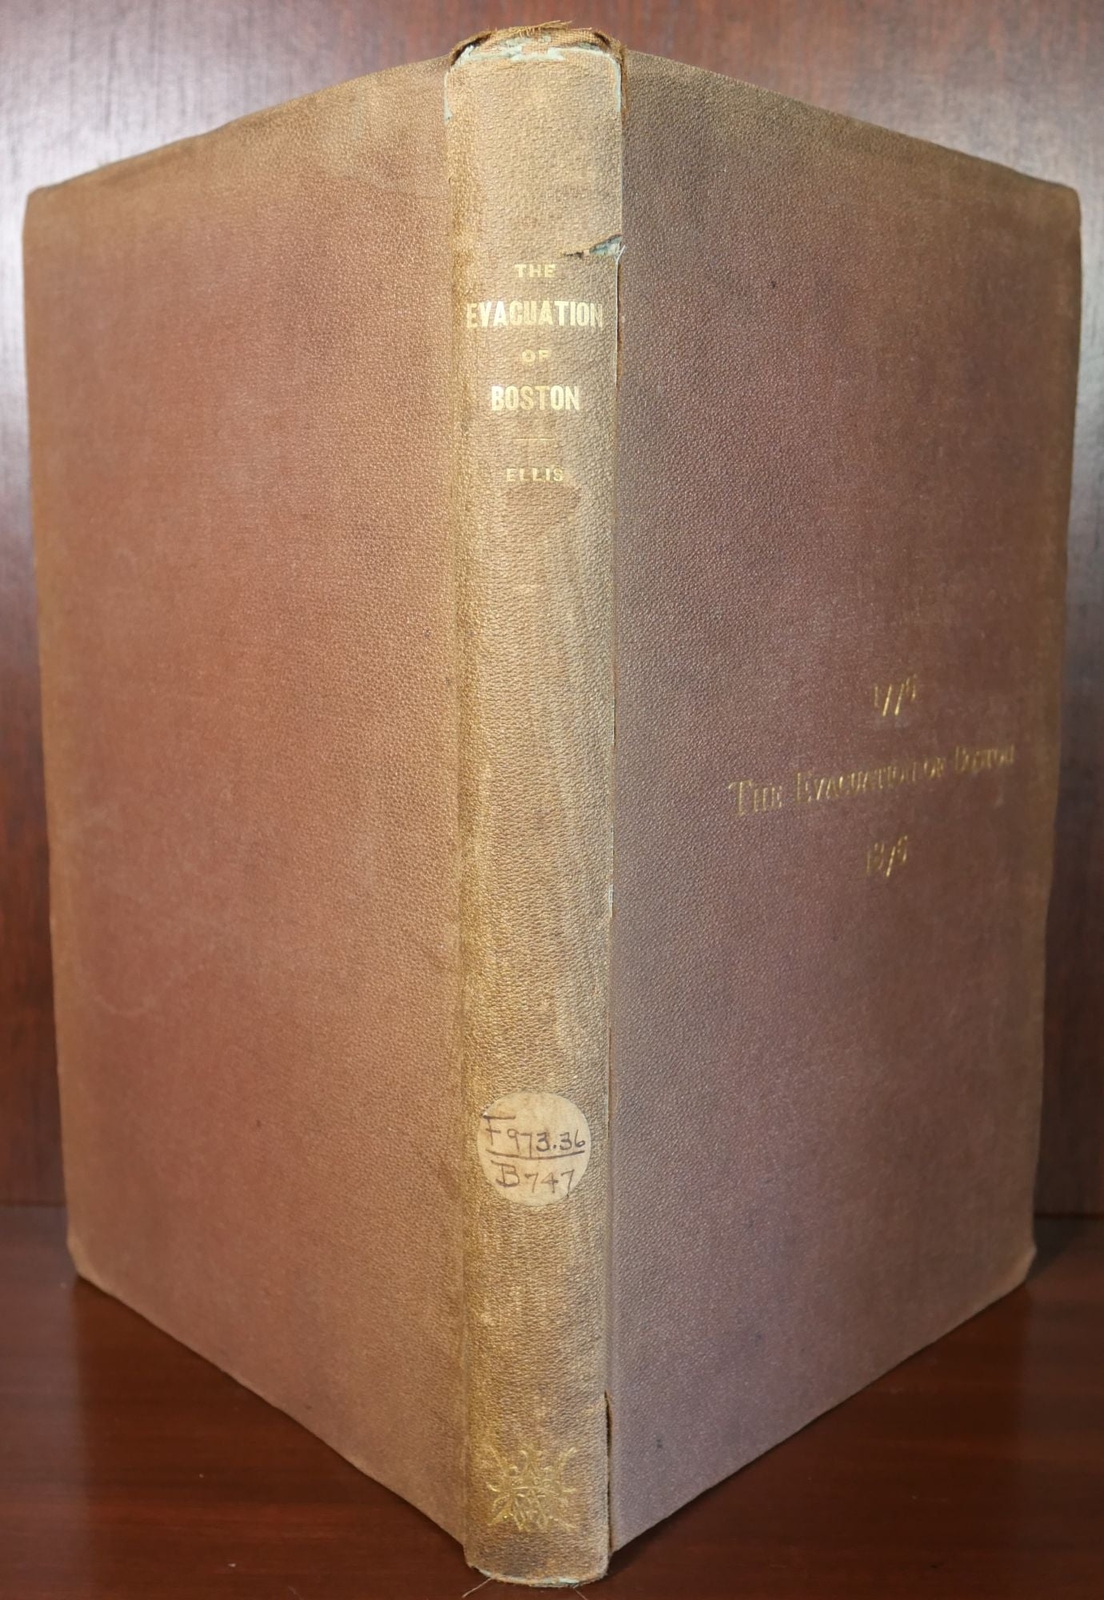 THE
EVACUATION
OF
BOSTON
ELLIS
F973.36
B747
1776
THE EVACUATION OF BOSTON
1876